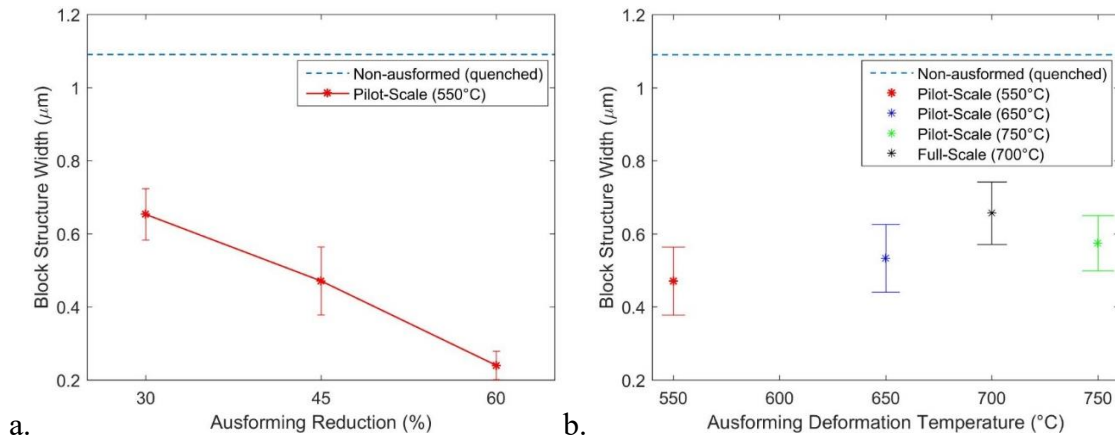 1.2
1
0.8
0.6
0.4
0.2
Block Structure Width (μm)
Non-ausformed (quenched)
Pilot-Scale (550°C)
30
45
60
Ausforming Reduction (%)
a.
1.2
1
0.8
0.6
0.4
0.2
Block Structure Width (μm)
Non-ausformed (quenched)
Pilot-Scale (550°C)
Pilot-Scale (650°C)
Pilot-Scale (750°C)
Full-Scale (700°C)
550
600
650
700
750
Ausforming Deformation Temperature (°C)
b.